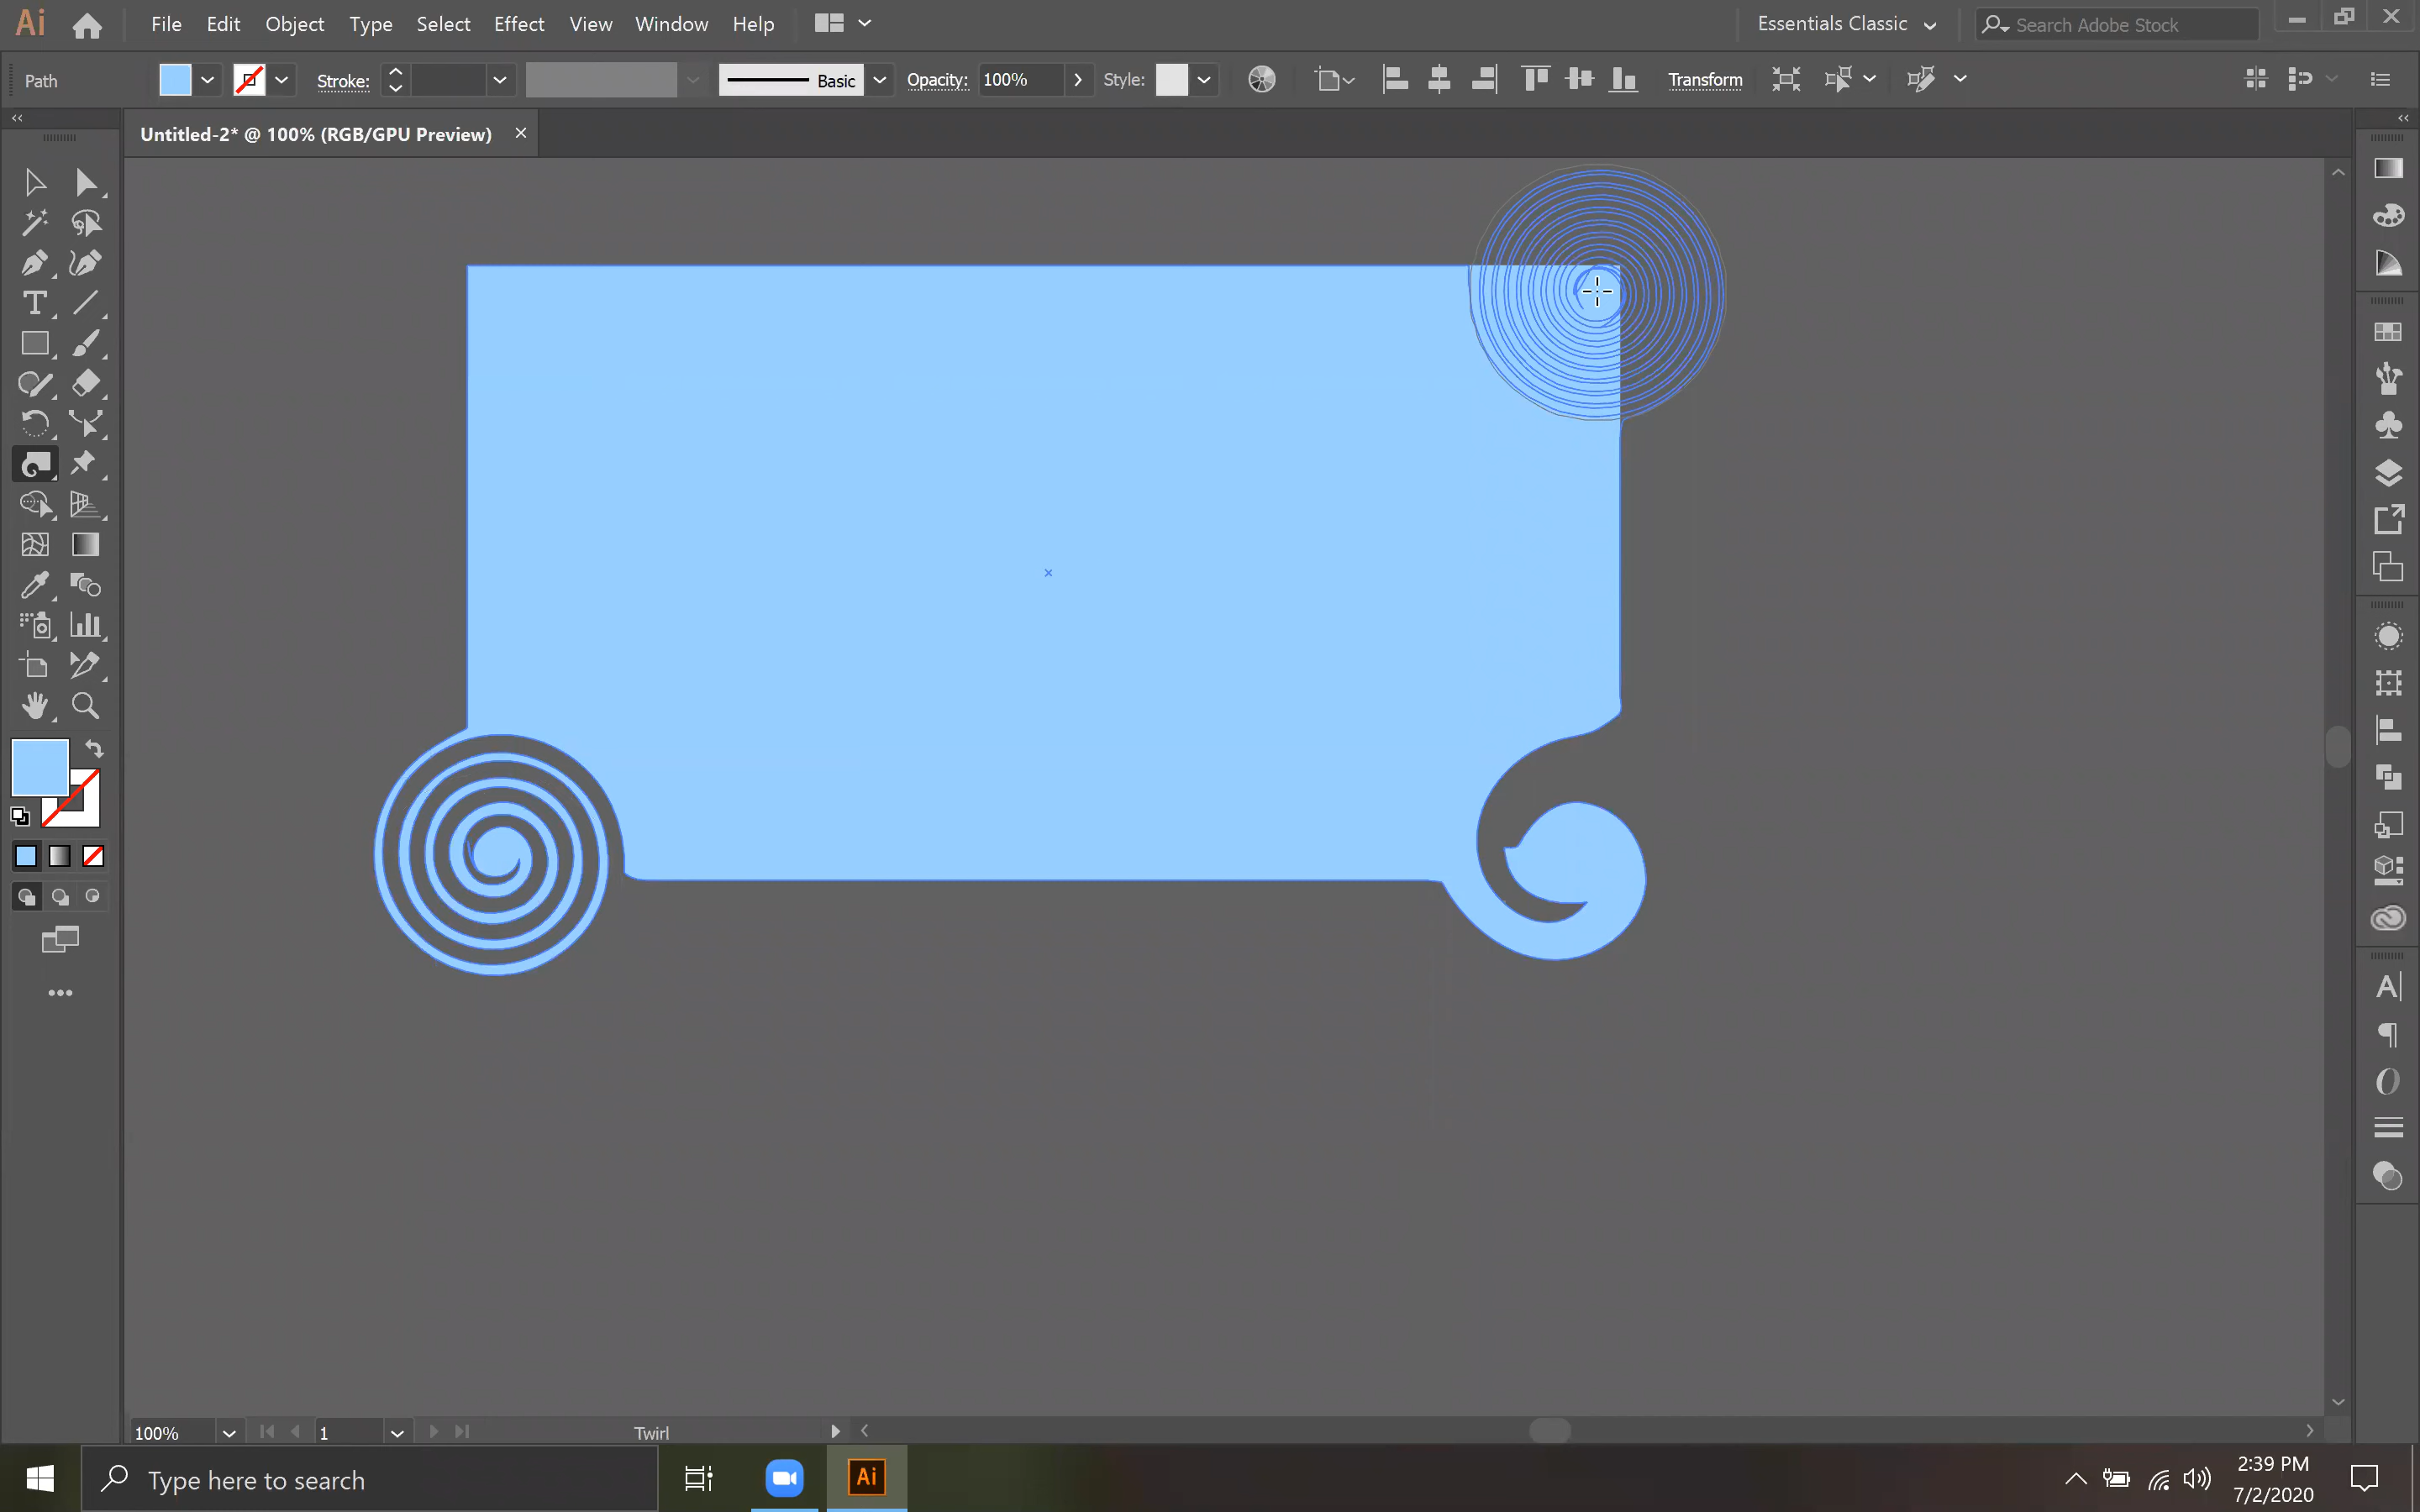 Ai File Edit Object Type Select Effect View Window Help Essentials Classic Search Adobe Stock
Path Stroke: Basic Opacity: 100% Style: Transform
Untitled-2* @ 100% (RGB/GPU Preview)
100% 1 Twirl
Type here to search Ai 2:39 PM
7/2/2020